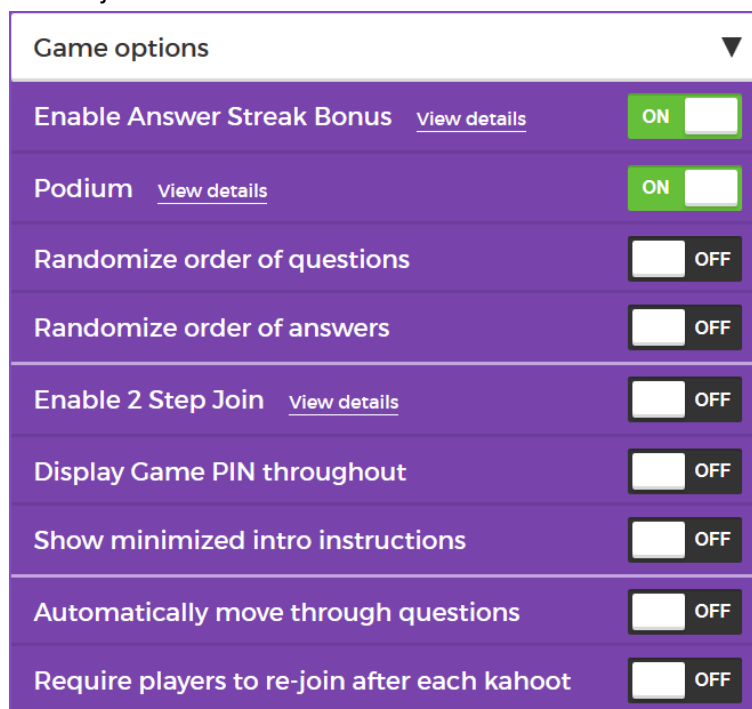 Game options
Enable Answer Streak Bonus View details ON
Podium View details ON
Randomize order of questions OFF
Randomize order of answers OFF
Enable 2 Step Join View details OFF
Display Game PIN throughout OFF
Show minimized intro instructions OFF
Automatically move through questions OFF
Require players to re-join after each kahoot OFF